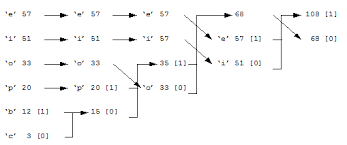 'e' 57 'e' 57 'e' 57 68 108 [1]
'i' 51 'i' 51 'i' 57 'e' 57 [1] 68 [0]
'o' 33 'o' 33 35 [1] 'i' 51 [0]
'p' 20 'p' 20 [1] 'o' 33 [0]
'b' 12 [1] 15 [0]
'c' 3 [0]